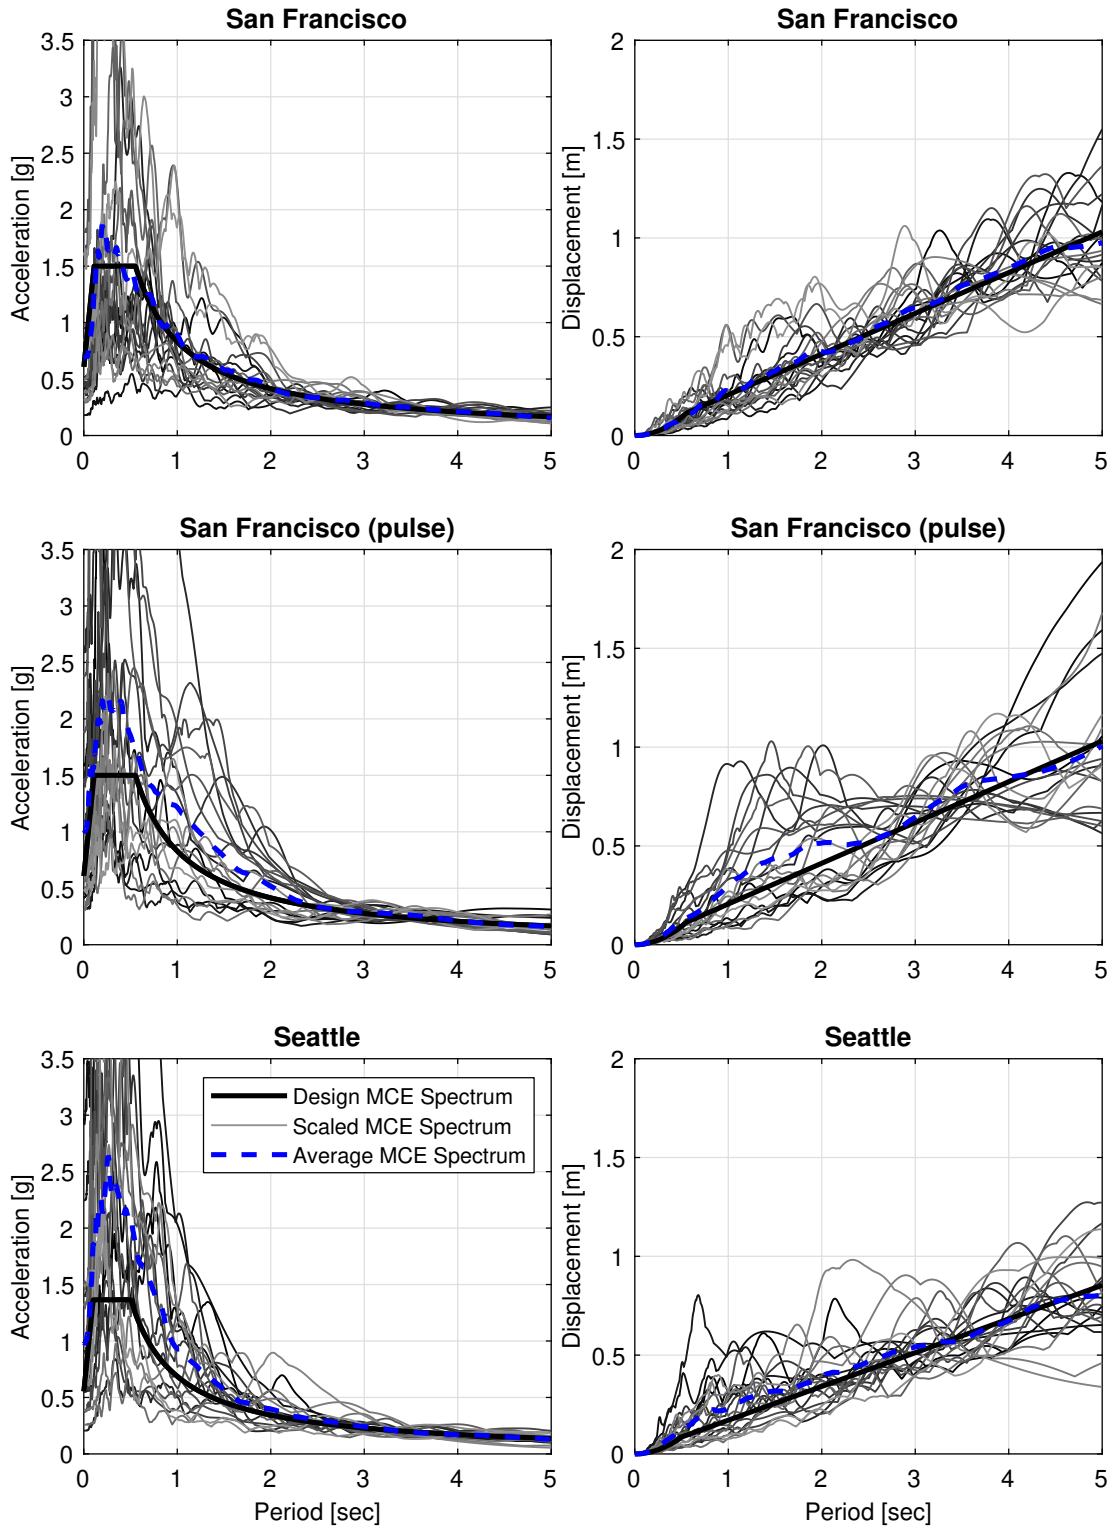 San Francisco
San Francisco
3.5
3
2.5
2
1.5
1
0.5
0
Acceleration [g]
0 1 2 3 4 5
2
1.5
1
0.5
0
Displacement [m]
0 1 2 3 4 5
San Francisco (pulse)
San Francisco (pulse)
3.5
3
2.5
2
1.5
1
0.5
0
Acceleration [g]
0 1 2 3 4 5
2
1.5
1
0.5
0
Displacement [m]
0 1 2 3 4 5
Seattle
Seattle
3.5
3
2.5
2
1.5
1
0.5
0
Acceleration [g]
Design MCE Spectrum
Scaled MCE Spectrum
Average MCE Spectrum
0 1 2 3 4 5
Period [sec]
2
1.5
1
0.5
0
Displacement [m]
0 1 2 3 4 5
Period [sec]